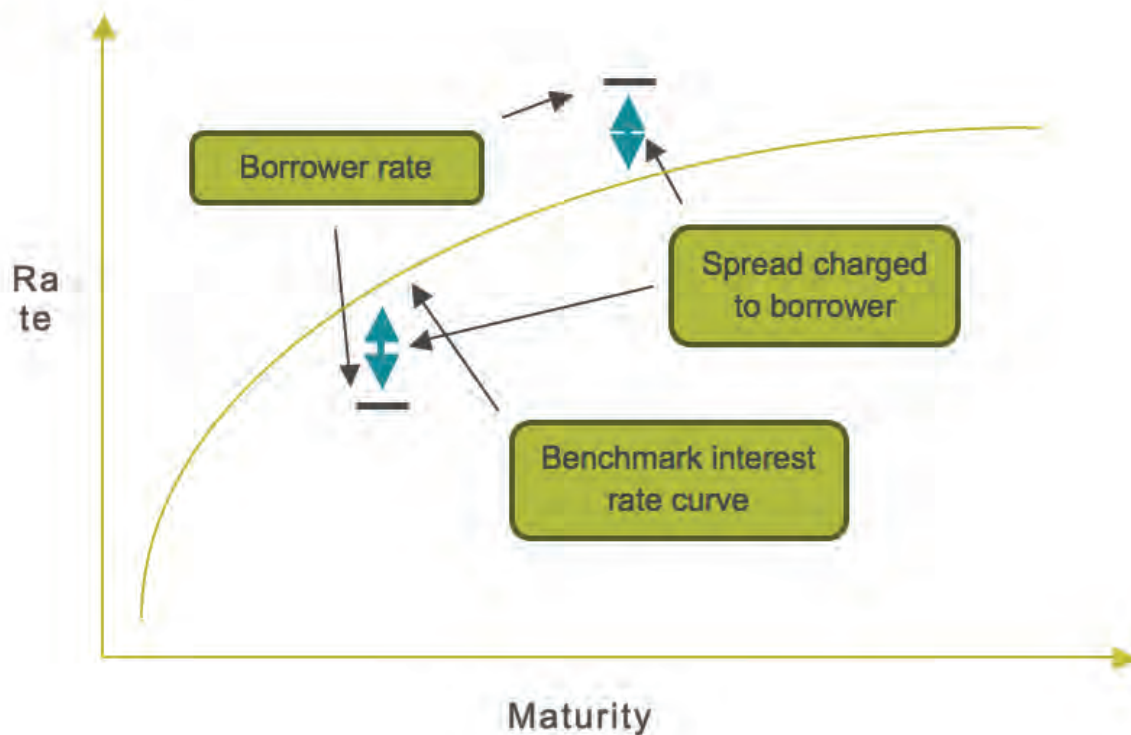 Borrower rate
Spread charged
to borrower
Ra
te
Benchmark interest
rate curve
Maturity